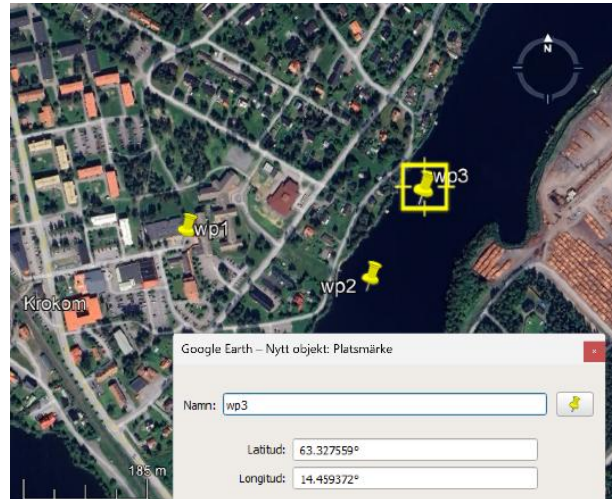 N
wp3
wp1
wp2
Krokom
Google Earth – Nytt objekt: Platsmärke
x
Namn: wp3
Latitud: 63.327559°
185 m
Longitud: 14.459372°